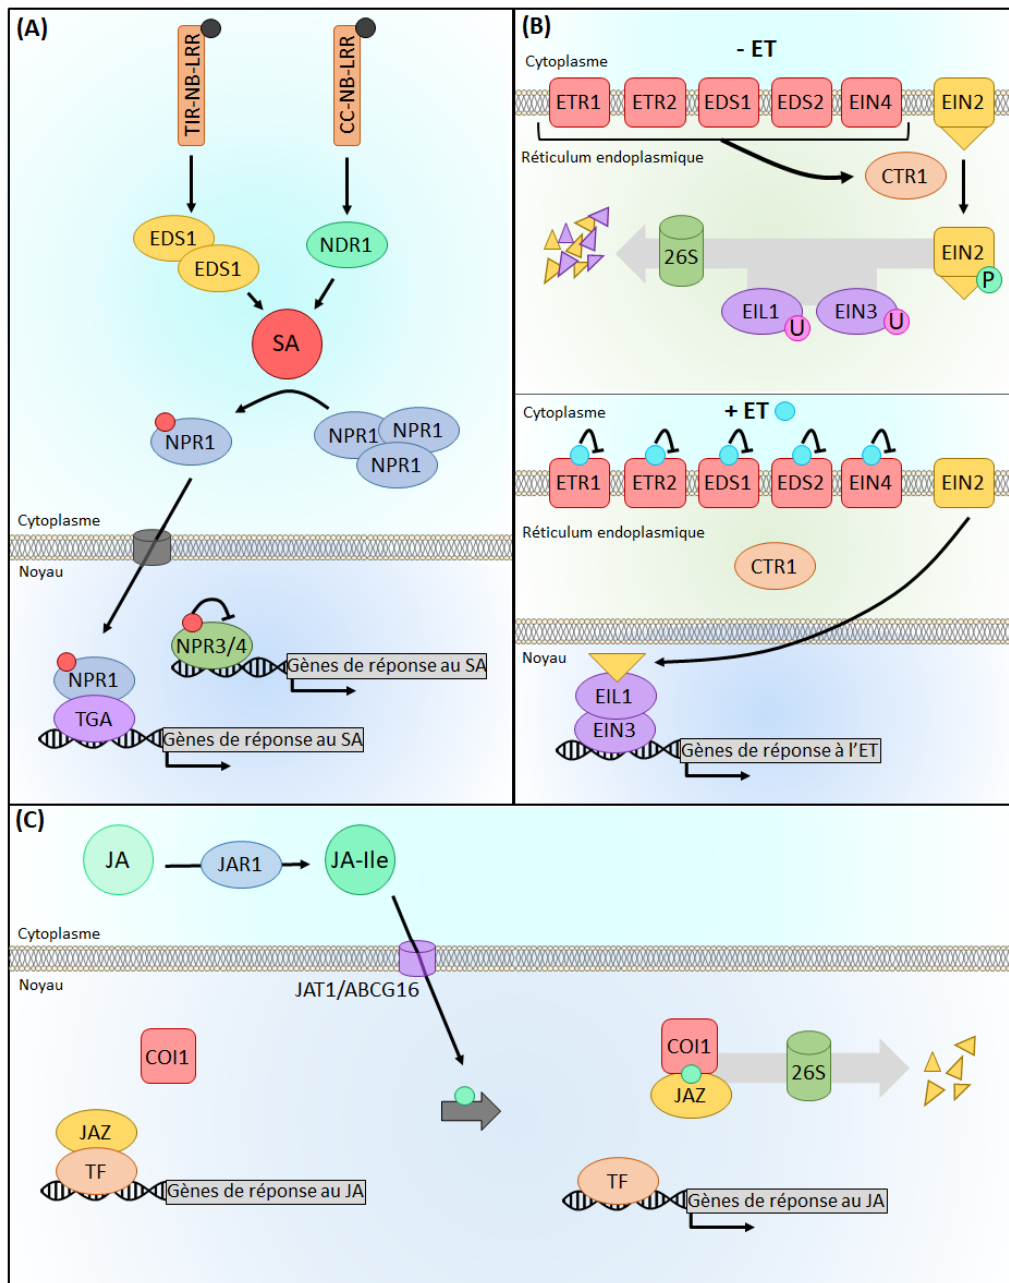 (A)
TIR-NB-LRR
CC-NB-LRR
EDS1
EDS1
NDR1
SA
NPR1
NPR1
NPR1
NPR1
Cytoplasme
Noyau
NPR3/4
Gènes de réponse au SA
NPR1
TGA
Gènes de réponse au SA
(B)
- ET
Cytoplasme
ETR1
ETR2
EDS1
EDS2
EIN4
EIN2
Réticulum endoplasmique
CTR1
26S
EIN2
P
EIL1
U
EIN3
U
Cytoplasme
+ ET
ETR1
ETR2
EDS1
EDS2
EIN4
EIN2
Réticulum endoplasmique
CTR1
Noyau
EIL1
EIN3
Gènes de réponse à l'ET
(C)
JA
JAR1
JA-Ile
Cytoplasme
Noyau
JAT1/ABCG16
COI1
JAZ
TF
Gènes de réponse au JA
COI1
JAZ
26S
TF
Gènes de réponse au JA